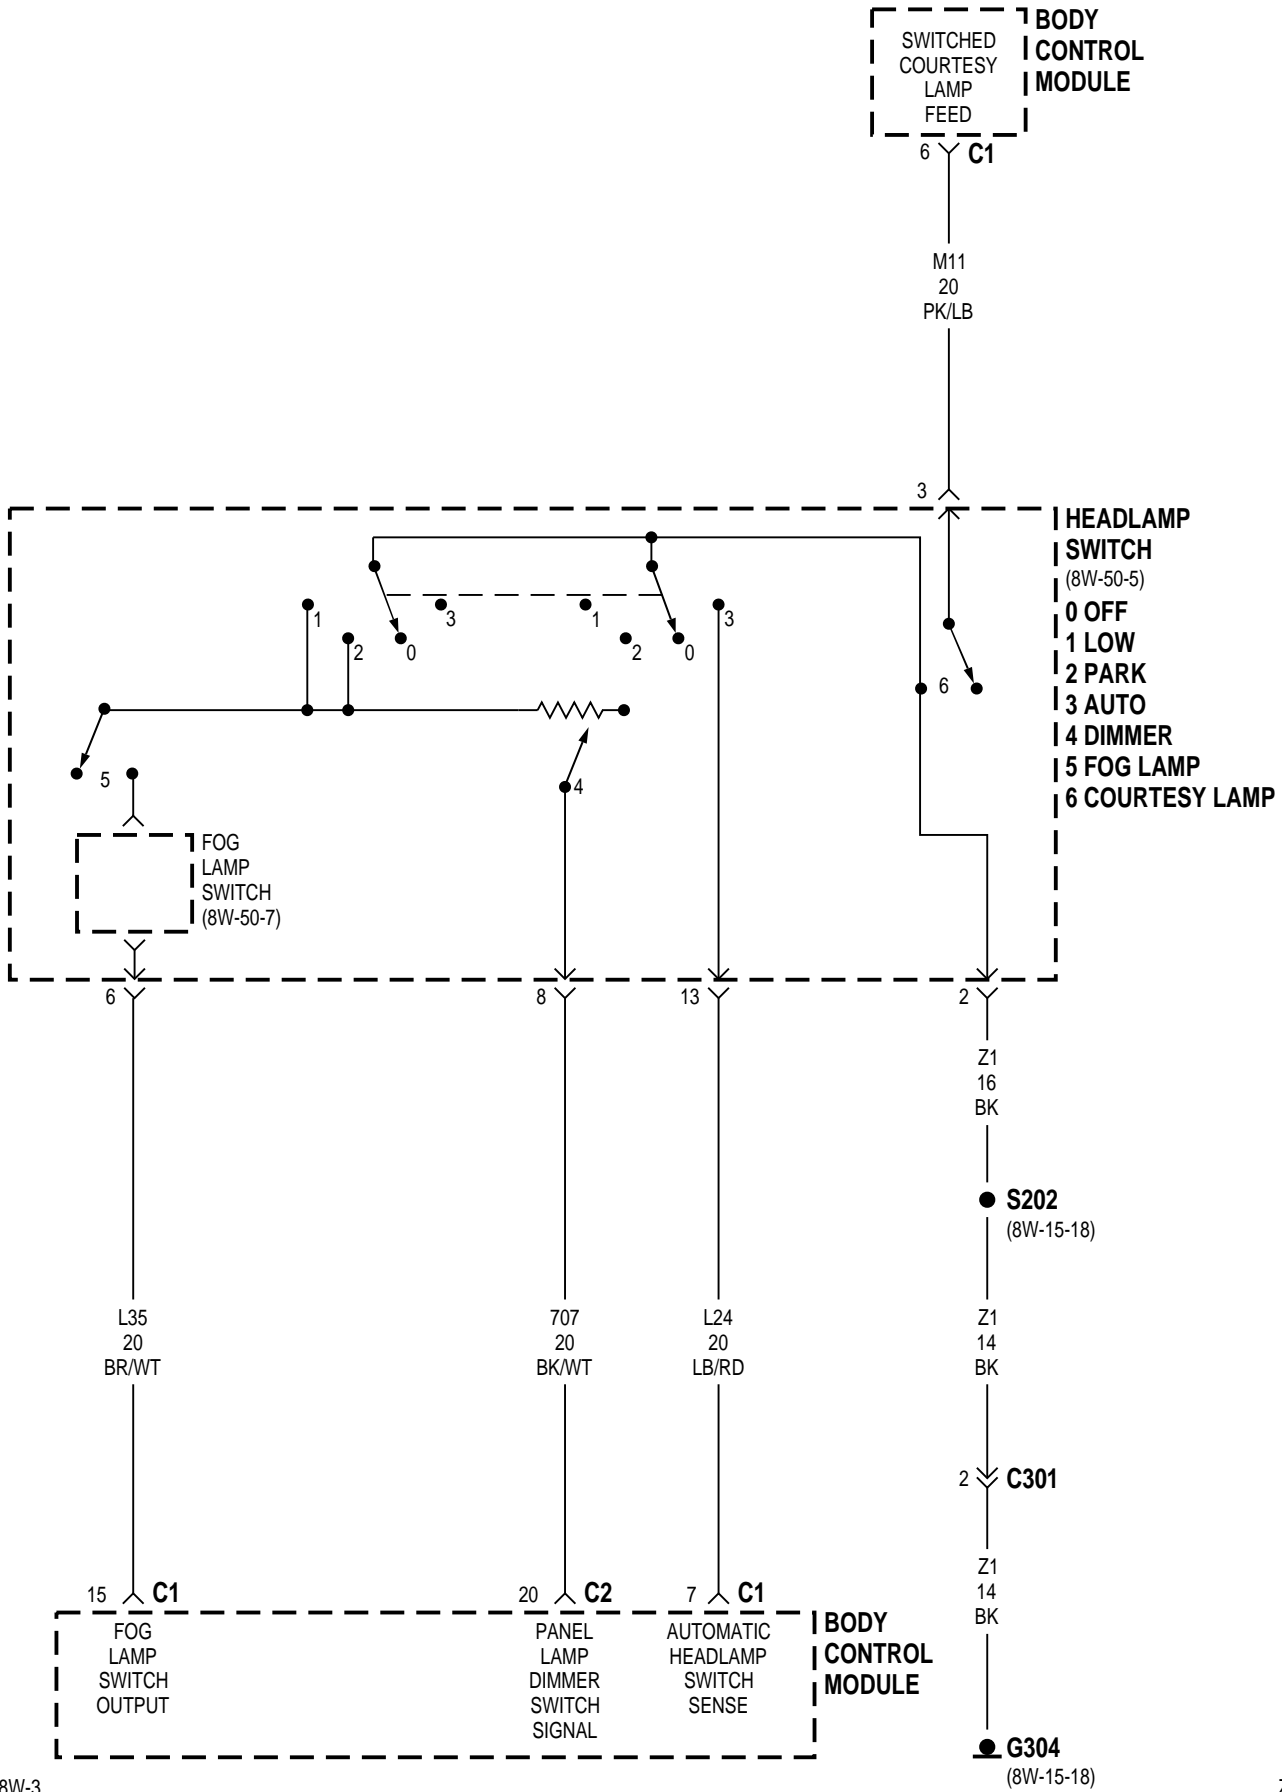 SWITCHED
COURTESY
LAMP
FEED
BODY
CONTROL
MODULE
6 C1
M11
20
PK/LB
3
HEADLAMP
SWITCH
(8W-50-5)
0 OFF
1 LOW
2 PARK
3 AUTO
4 DIMMER
5 FOG LAMP
6 COURTESY LAMP
1 3 1 3
2 0 2 0
6
5 4
FOG
LAMP
SWITCH
(8W-50-7)
6 8 13 2
Z1
16
BK
S202
(8W-15-18)
L35
20
BR/WT
707
20
BK/WT
L24
20
LB/RD
Z1
14
BK
2 C301
Z1
14
BK
15 C1 20 C2 7 C1
FOG
LAMP
SWITCH
OUTPUT
PANEL
LAMP
DIMMER
SWITCH
SIGNAL
AUTOMATIC
HEADLAMP
SWITCH
SENSE
BODY
CONTROL
MODULE
G304
(8W-15-18)
8W-3